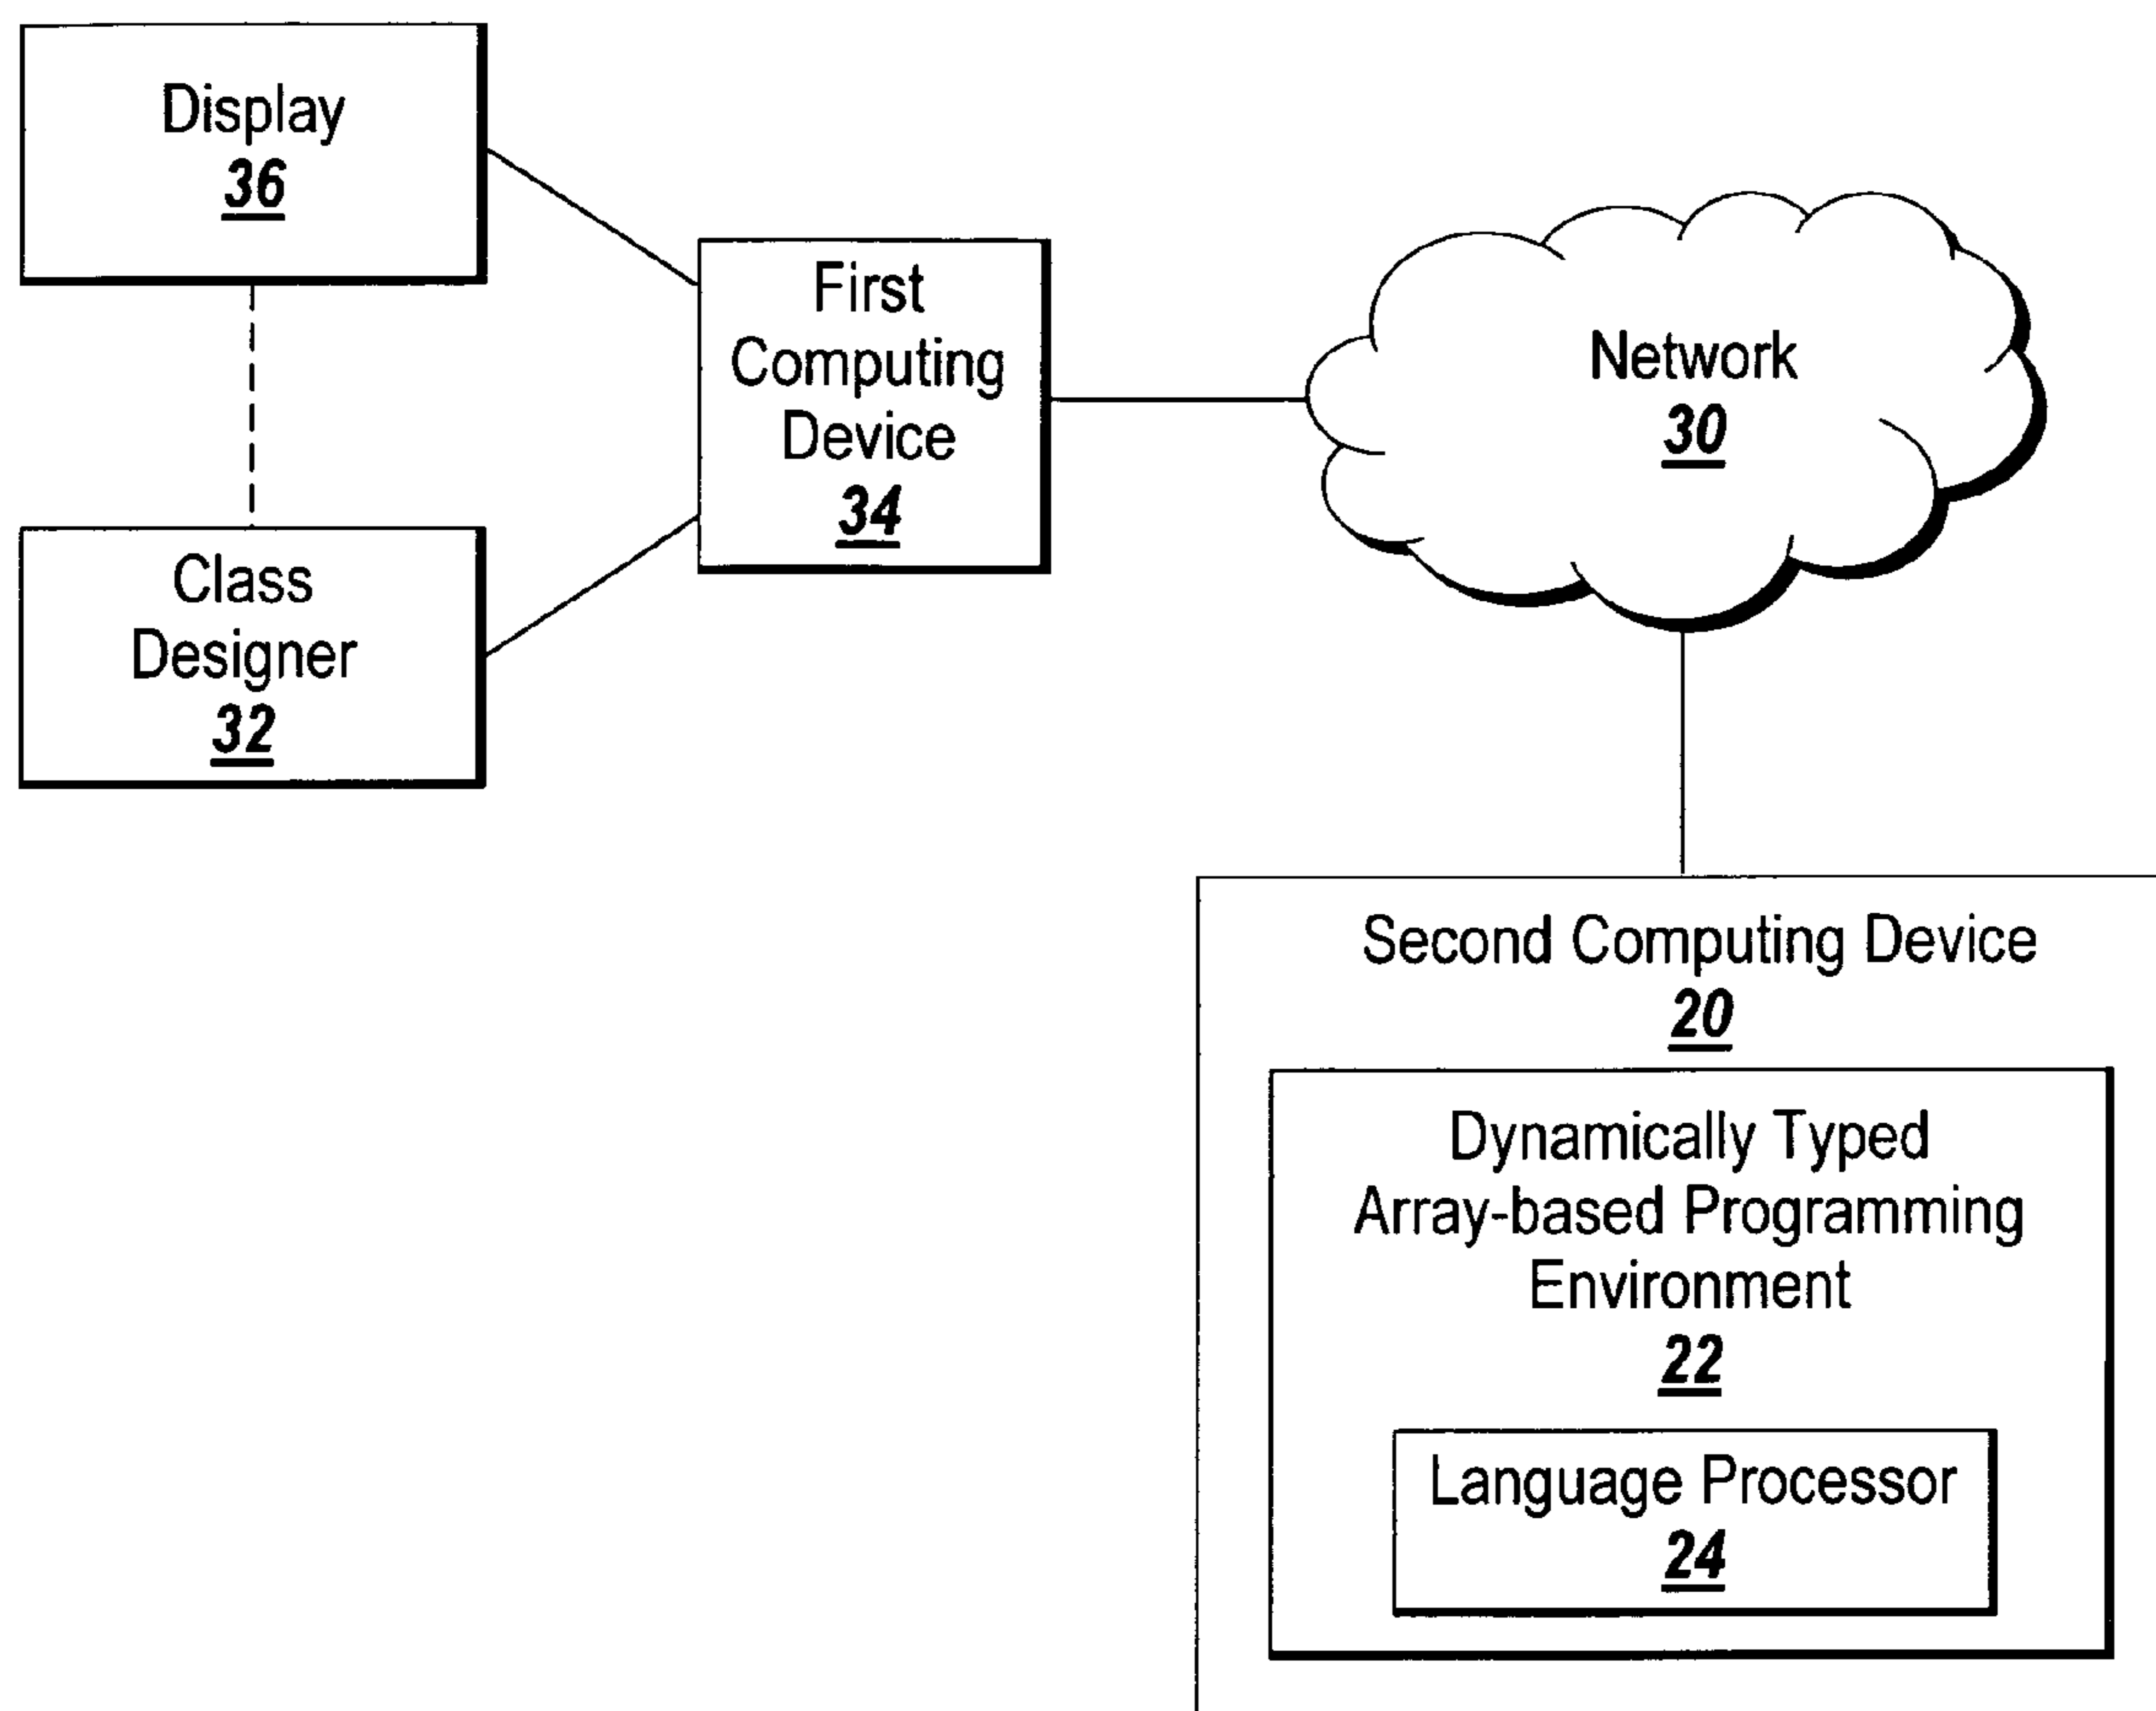 Display
36
First
Computing
Device
34
Network
30
Class
Designer
32
Second Computing Device
20
Dynamically Typed
Array-based Programming
Environment
22
Language Processor
24